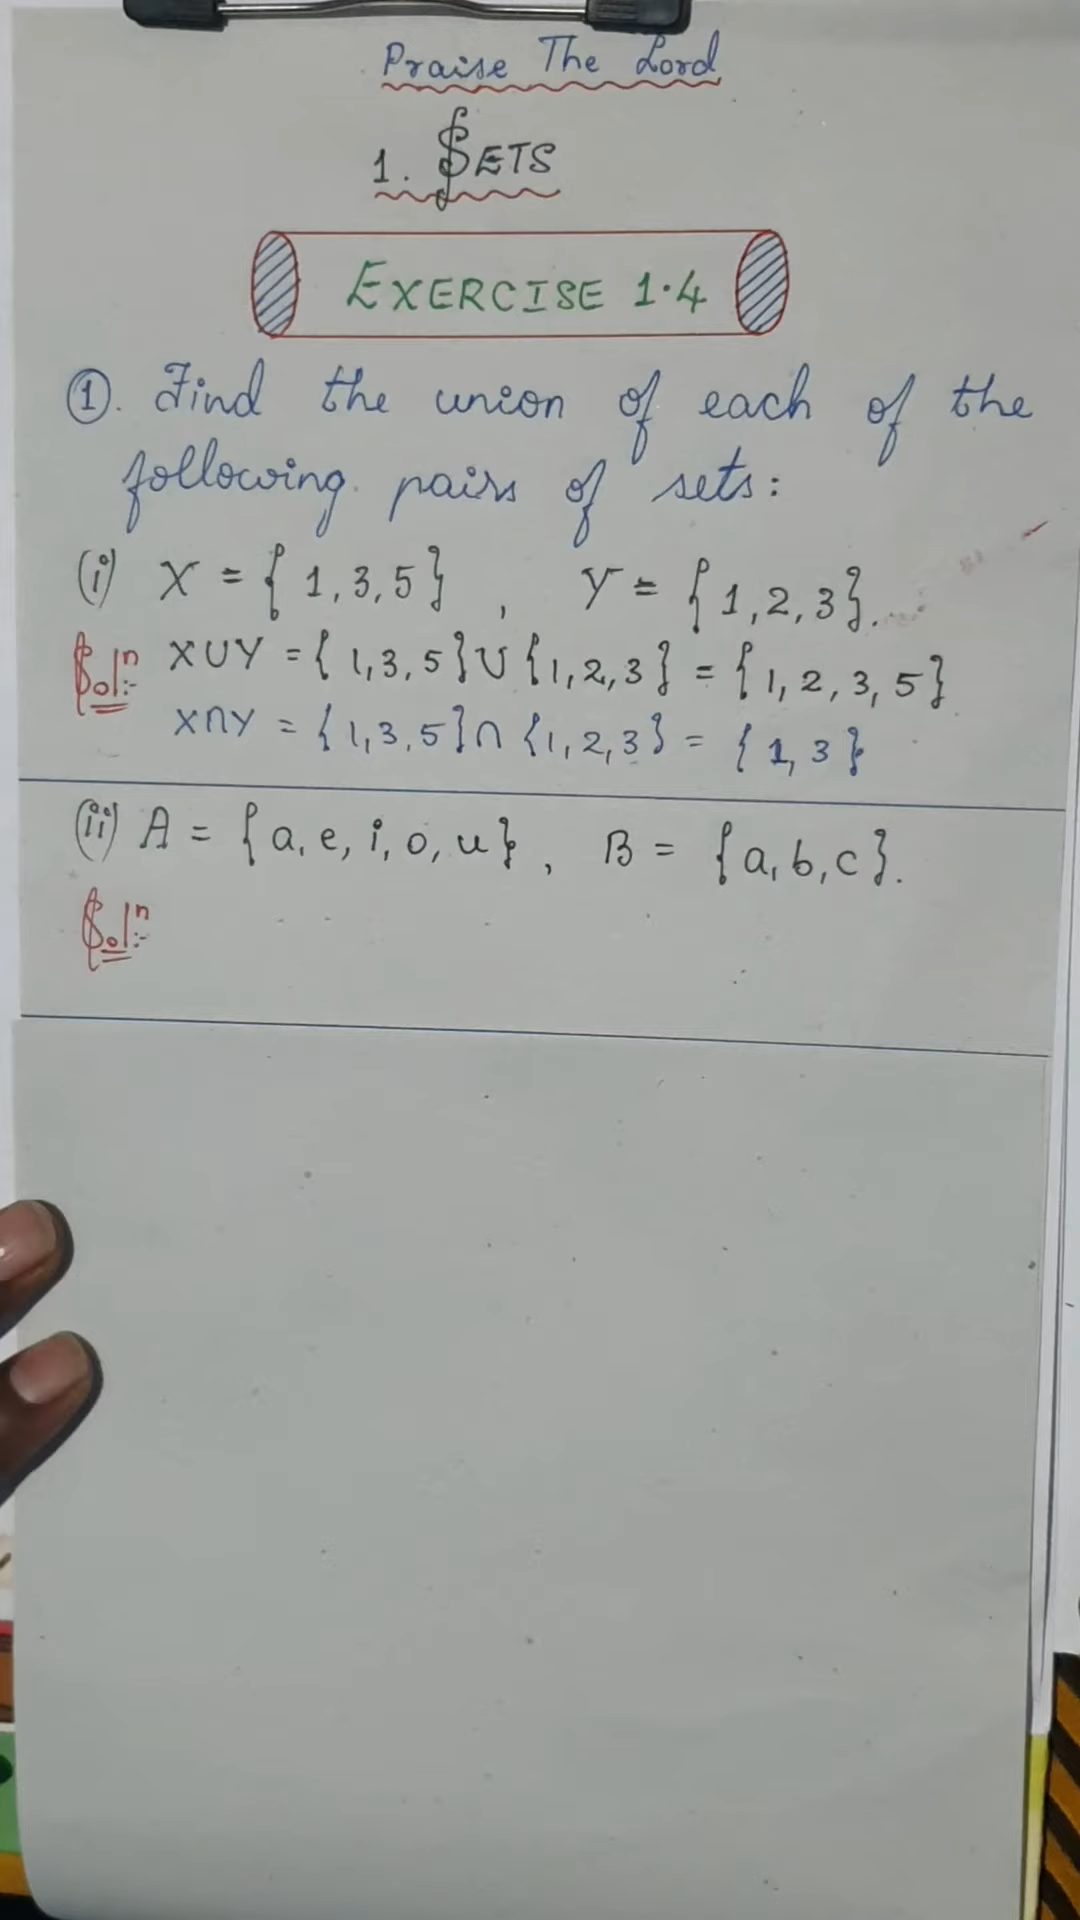 Praise The Lord
1. SETS
EXERCISE 1.4
①. Find the union of each of the
following pairs of sets:
(i) X = { 1, 3, 5 } , Y = { 1, 2, 3 }.
Solⁿ:- X∪Y = { 1, 3, 5 } ∪ { 1, 2, 3 } = { 1, 2, 3, 5 }
X∩Y = { 1, 3, 5 } ∩ { 1, 2, 3 } = { 1, 3 }
(ii) A = { a, e, i, o, u } , B = { a, b, c }.
Solⁿ:-